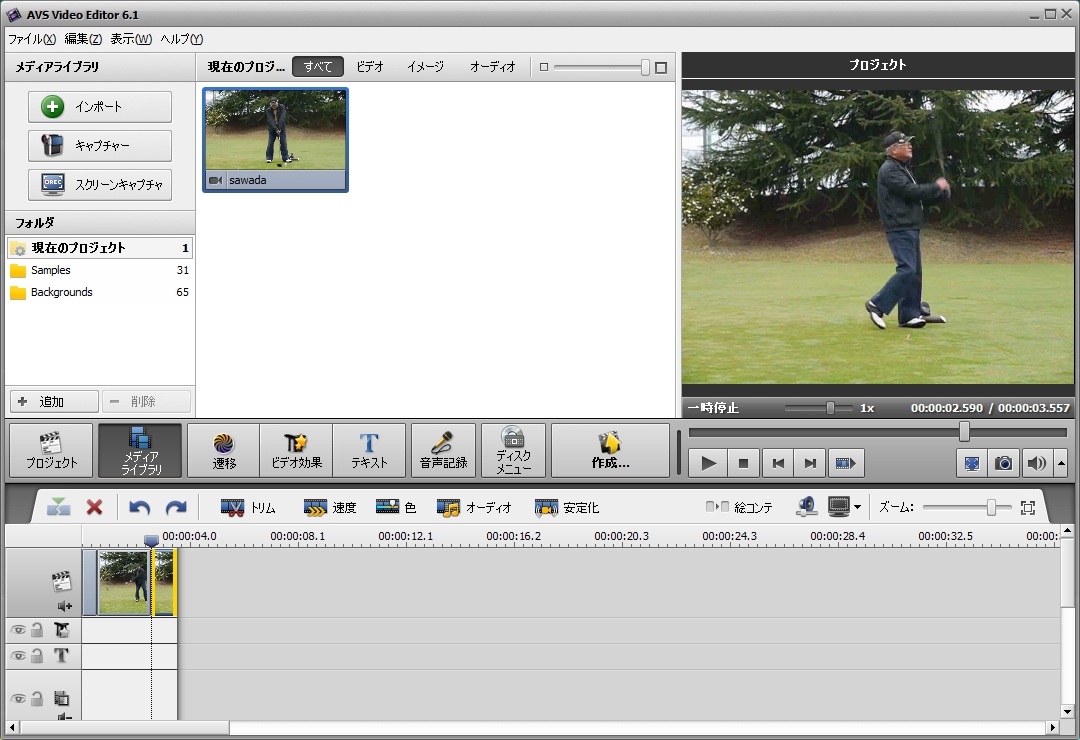 AVS Video Editor 6.1
ファイル(X) 編集(Z) 表示(W) ヘルプ(Y)
メディアライブラリ
現在のプロジ... すべて ビデオ イメージ オーディオ
プロジェクト
インポート
キャプチャー
スクリーンキャプチャ
sawada
フォルダ
現在のプロジェクト 1
Samples 31
Backgrounds 65
追加 削除
一時停止 1x 00:00:02.590 / 00:00:03.557
プロジェクト
メディア
ライブラリ
遷移
ビデオ効果
テキスト
音声記録
ディスク
メニュー
作成...
トリム 速度 色 オーディオ 安定化 絵コンテ ズーム:
00:00:04.0 00:00:08.1 00:00:12.1 00:00:16.2 00:00:20.3 00:00:24.3 00:00:28.4 00:00:32.5 00:00: